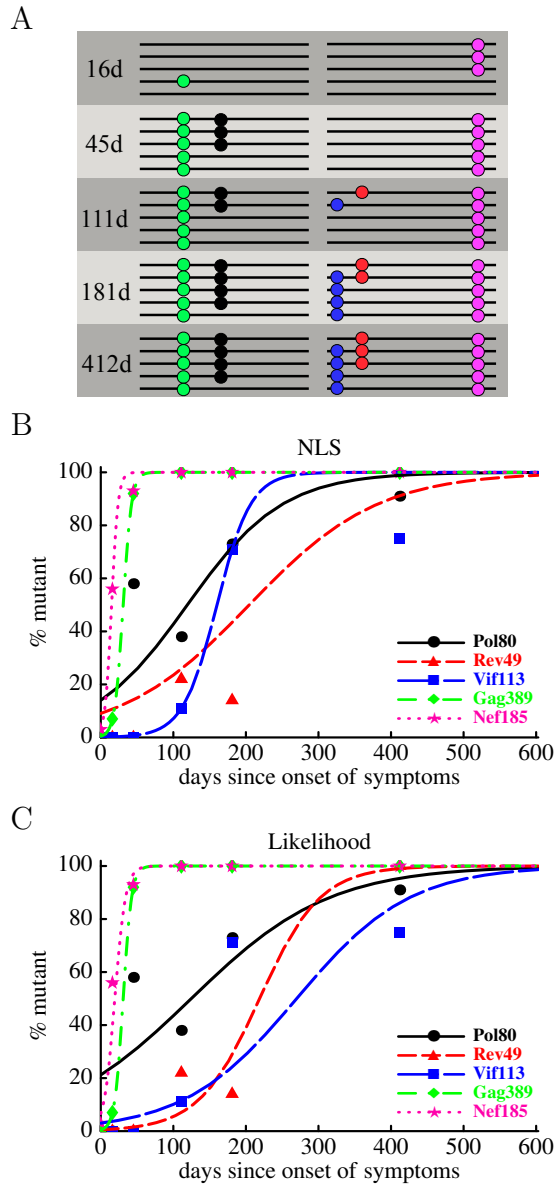 A
16d
45d
111d
181d
412d
B
NLS
100
80
60
40
20
0
% mutant
Pol80
Rev49
Vif113
Gag389
Nef185
0 100 200 300 400 500 600
days since onset of symptoms
C
Likelihood
100
80
60
40
20
0
% mutant
Pol80
Rev49
Vif113
Gag389
Nef185
0 100 200 300 400 500 600
days since onset of symptoms